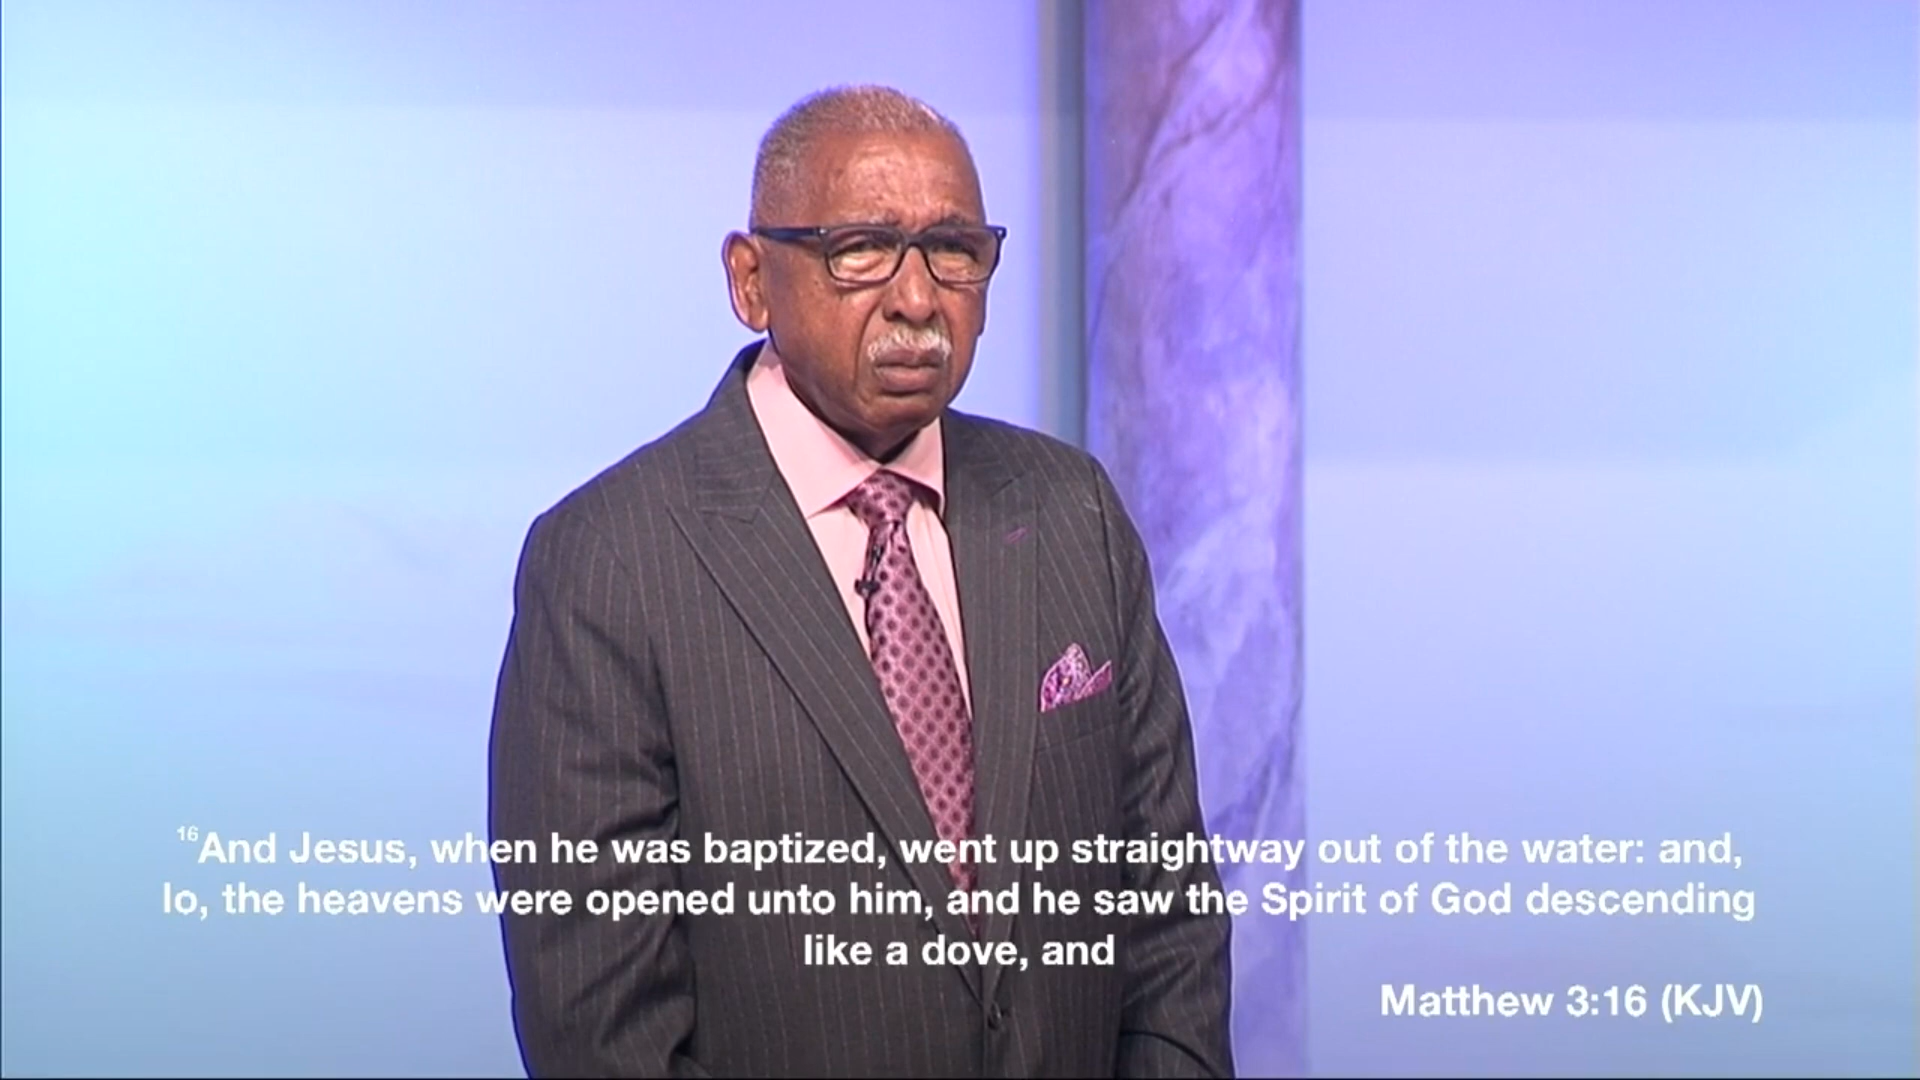 ¹⁶And Jesus, when he was baptized, went up straightway out of the water: and,
lo, the heavens were opened unto him, and he saw the Spirit of God descending
like a dove, and
Matthew 3:16 (KJV)